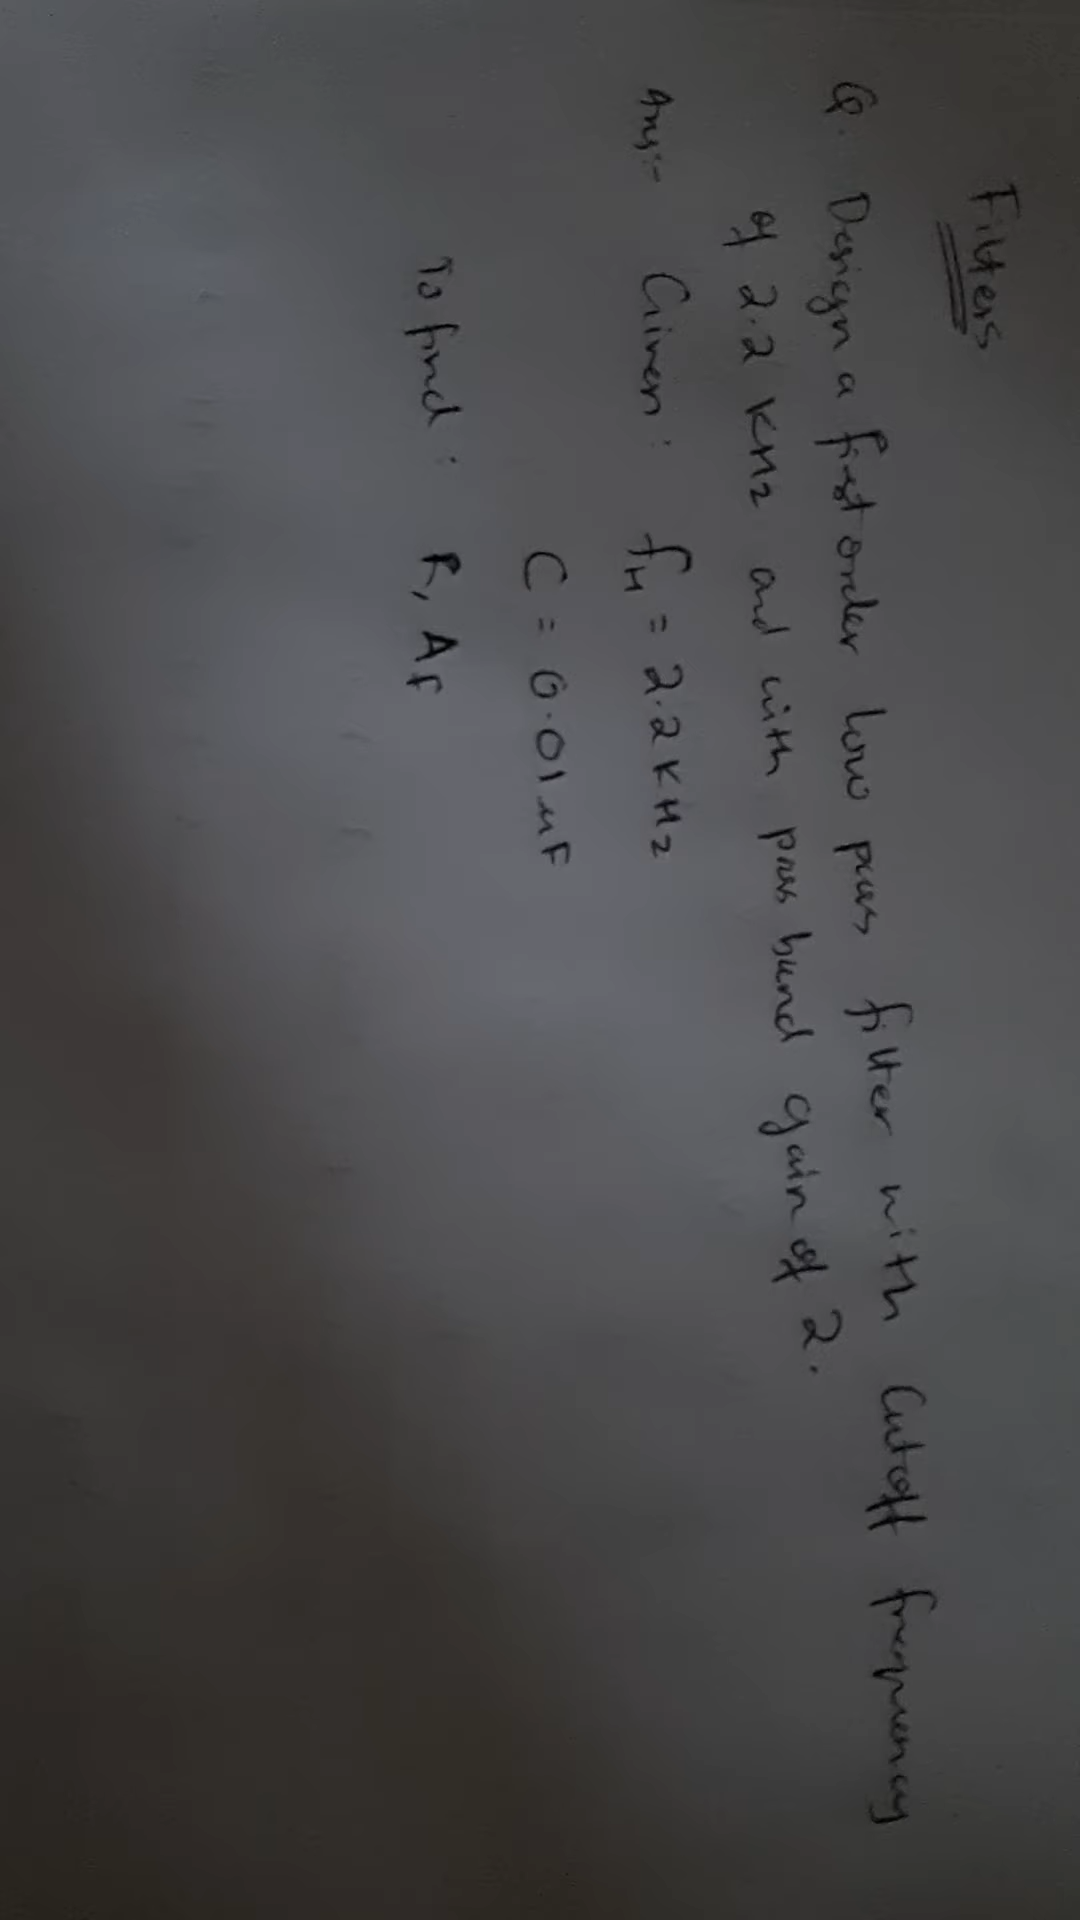 Filters
Q. Design a first order low pass filter with Cutoff frequency
of 2.2 KHz and with pass band gain of 2.
Ans:- Given: fH = 2.2 KHz
C = 0.01 μF
To find: R, AF